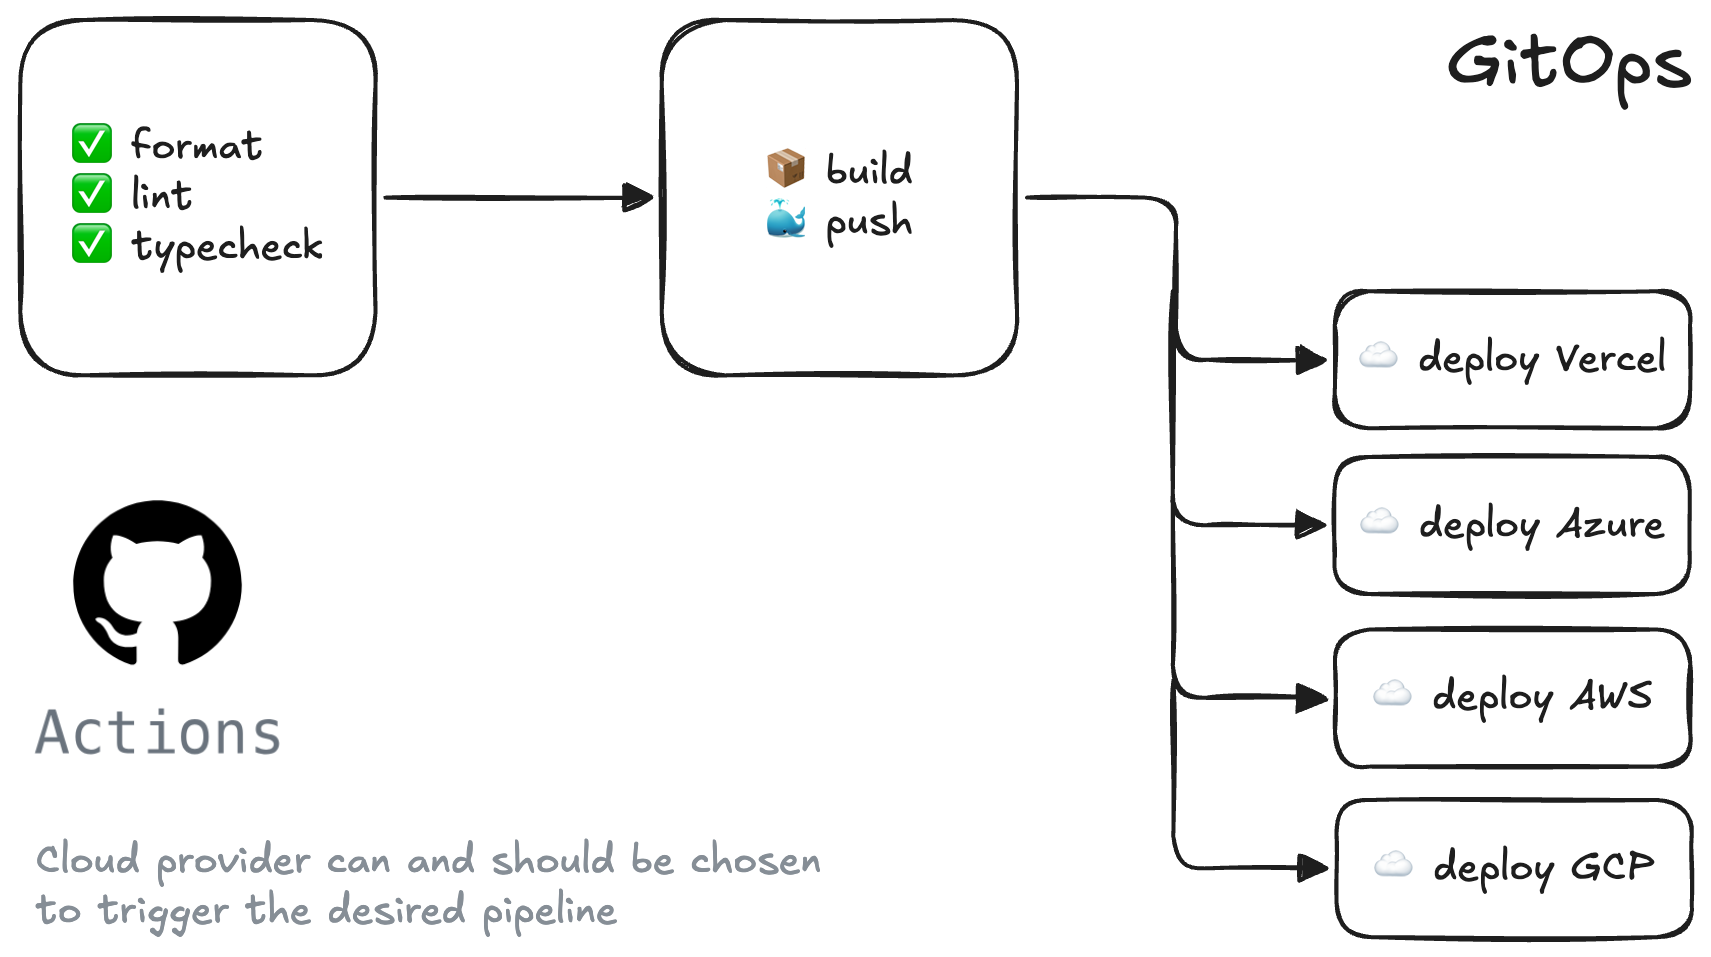 GitOps
✅ format
✅ lint
✅ typecheck
📦 build
🐳 push
☁️ deploy Vercel
☁️ deploy Azure
☁️ deploy AWS
☁️ deploy GCP
Actions
Cloud provider can and should be chosen
to trigger the desired pipeline